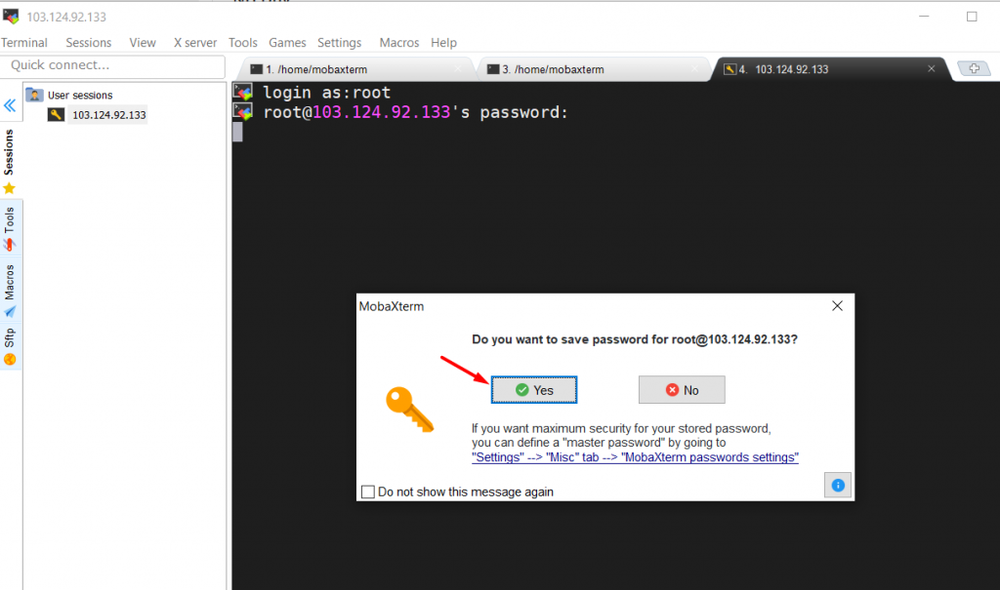 103.124.92.133
Terminal Sessions View X server Tools Games Settings Macros Help
Quick connect...
1. /home/mobaxterm
3. /home/mobaxterm
4. 103.124.92.133
User sessions
103.124.92.133
Sessions
Tools
Macros
Sftp
login as:root
root@103.124.92.133's password:
MobaXterm
Do you want to save password for root@103.124.92.133?
Yes
No
If you want maximum security for your stored password,
you can define a "master password" by going to
"Settings" --> "Misc" tab --> "MobaXterm passwords settings"
Do not show this message again